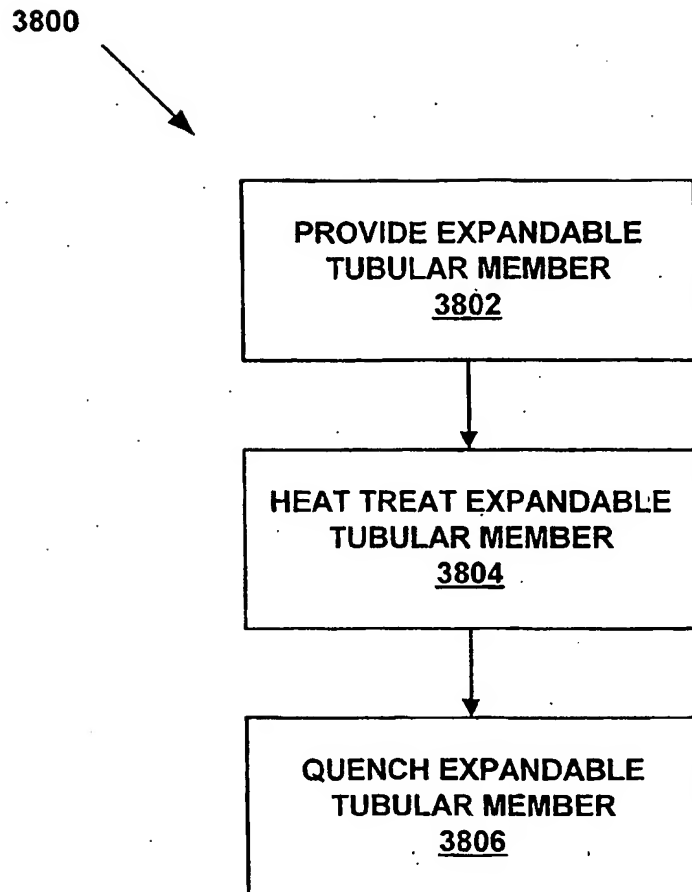 3800
PROVIDE EXPANDABLE
TUBULAR MEMBER
3802
HEAT TREAT EXPANDABLE
TUBULAR MEMBER
3804
QUENCH EXPANDABLE
TUBULAR MEMBER
3806